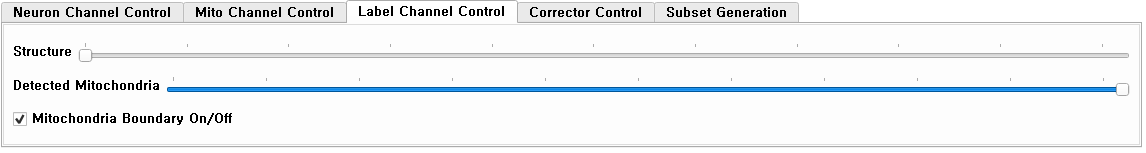 Neuron Channel Control Mito Channel Control Label Channel Control Corrector Control Subset Generation
Structure
Detected Mitochondria
Mitochondria Boundary On/Off